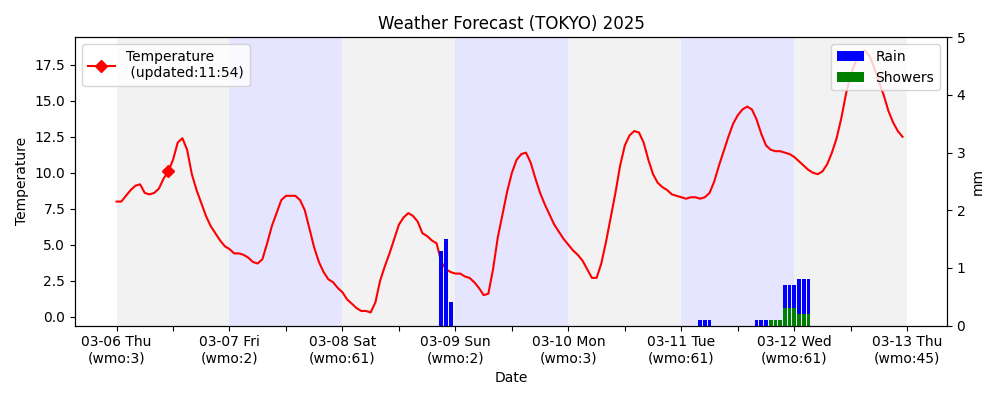 Weather Forecast (TOKYO) 2025
Temperature
(updated:11:54)
Rain
Showers
Temperature
17.5
15.0
12.5
10.0
7.5
5.0
2.5
0.0
5
4
3
2
1
0
mm
03-06 Thu
(wmo:3)
03-07 Fri
(wmo:2)
03-08 Sat
(wmo:61)
03-09 Sun
(wmo:2)
03-10 Mon
(wmo:3)
03-11 Tue
(wmo:61)
03-12 Wed
(wmo:61)
03-13 Thu
(wmo:45)
Date